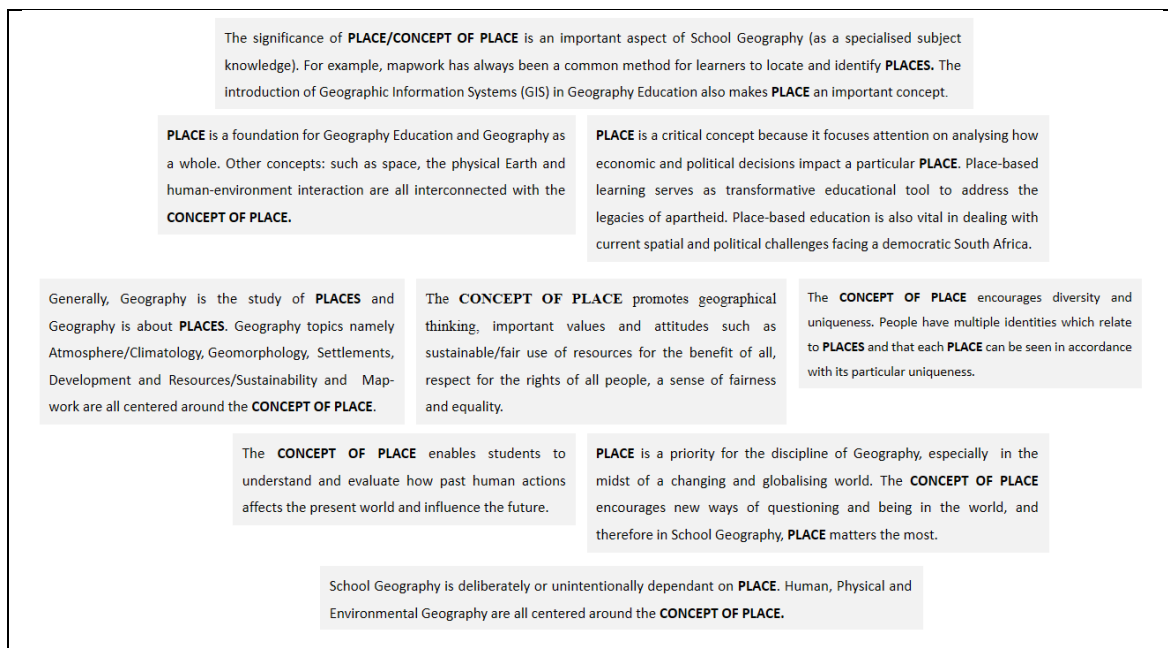 The significance of PLACE/CONCEPT OF PLACE is an important aspect of School Geography (as a specialised subject
knowledge). For example, mapwork has always been a common method for learners to locate and identify PLACES. The
introduction of Geographic Information Systems (GIS) in Geography Education also makes PLACE an important concept.
PLACE is a foundation for Geography Education and Geography as
a whole. Other concepts: such as space, the physical Earth and
human-environment interaction are all interconnected with the
CONCEPT OF PLACE.
PLACE is a critical concept because it focuses attention on analysing how
economic and political decisions impact a particular PLACE. Place-based
learning serves as transformative educational tool to address the
legacies of apartheid. Place-based education is also vital in dealing with
current spatial and political challenges facing a democratic South Africa.
Generally, Geography is the study of PLACES and
Geography is about PLACES. Geography topics namely
Atmosphere/Climatology, Geomorphology, Settlements,
Development and Resources/Sustainability and Map-
work are all centered around the CONCEPT OF PLACE.
The CONCEPT OF PLACE promotes geographical
thinking, important values and attitudes such as
sustainable/fair use of resources for the benefit of all,
respect for the rights of all people, a sense of fairness
and equality.
The CONCEPT OF PLACE encourages diversity and
uniqueness. People have multiple identities which relate
to PLACES and that each PLACE can be seen in accordance
with its particular uniqueness.
The CONCEPT OF PLACE enables students to
understand and evaluate how past human actions
affects the present world and influence the future.
PLACE is a priority for the discipline of Geography, especially in the
midst of a changing and globalising world. The CONCEPT OF PLACE
encourages new ways of questioning and being in the world, and
therefore in School Geography, PLACE matters the most.
School Geography is deliberately or unintentionally dependant on PLACE. Human, Physical and
Environmental Geography are all centered around the CONCEPT OF PLACE.